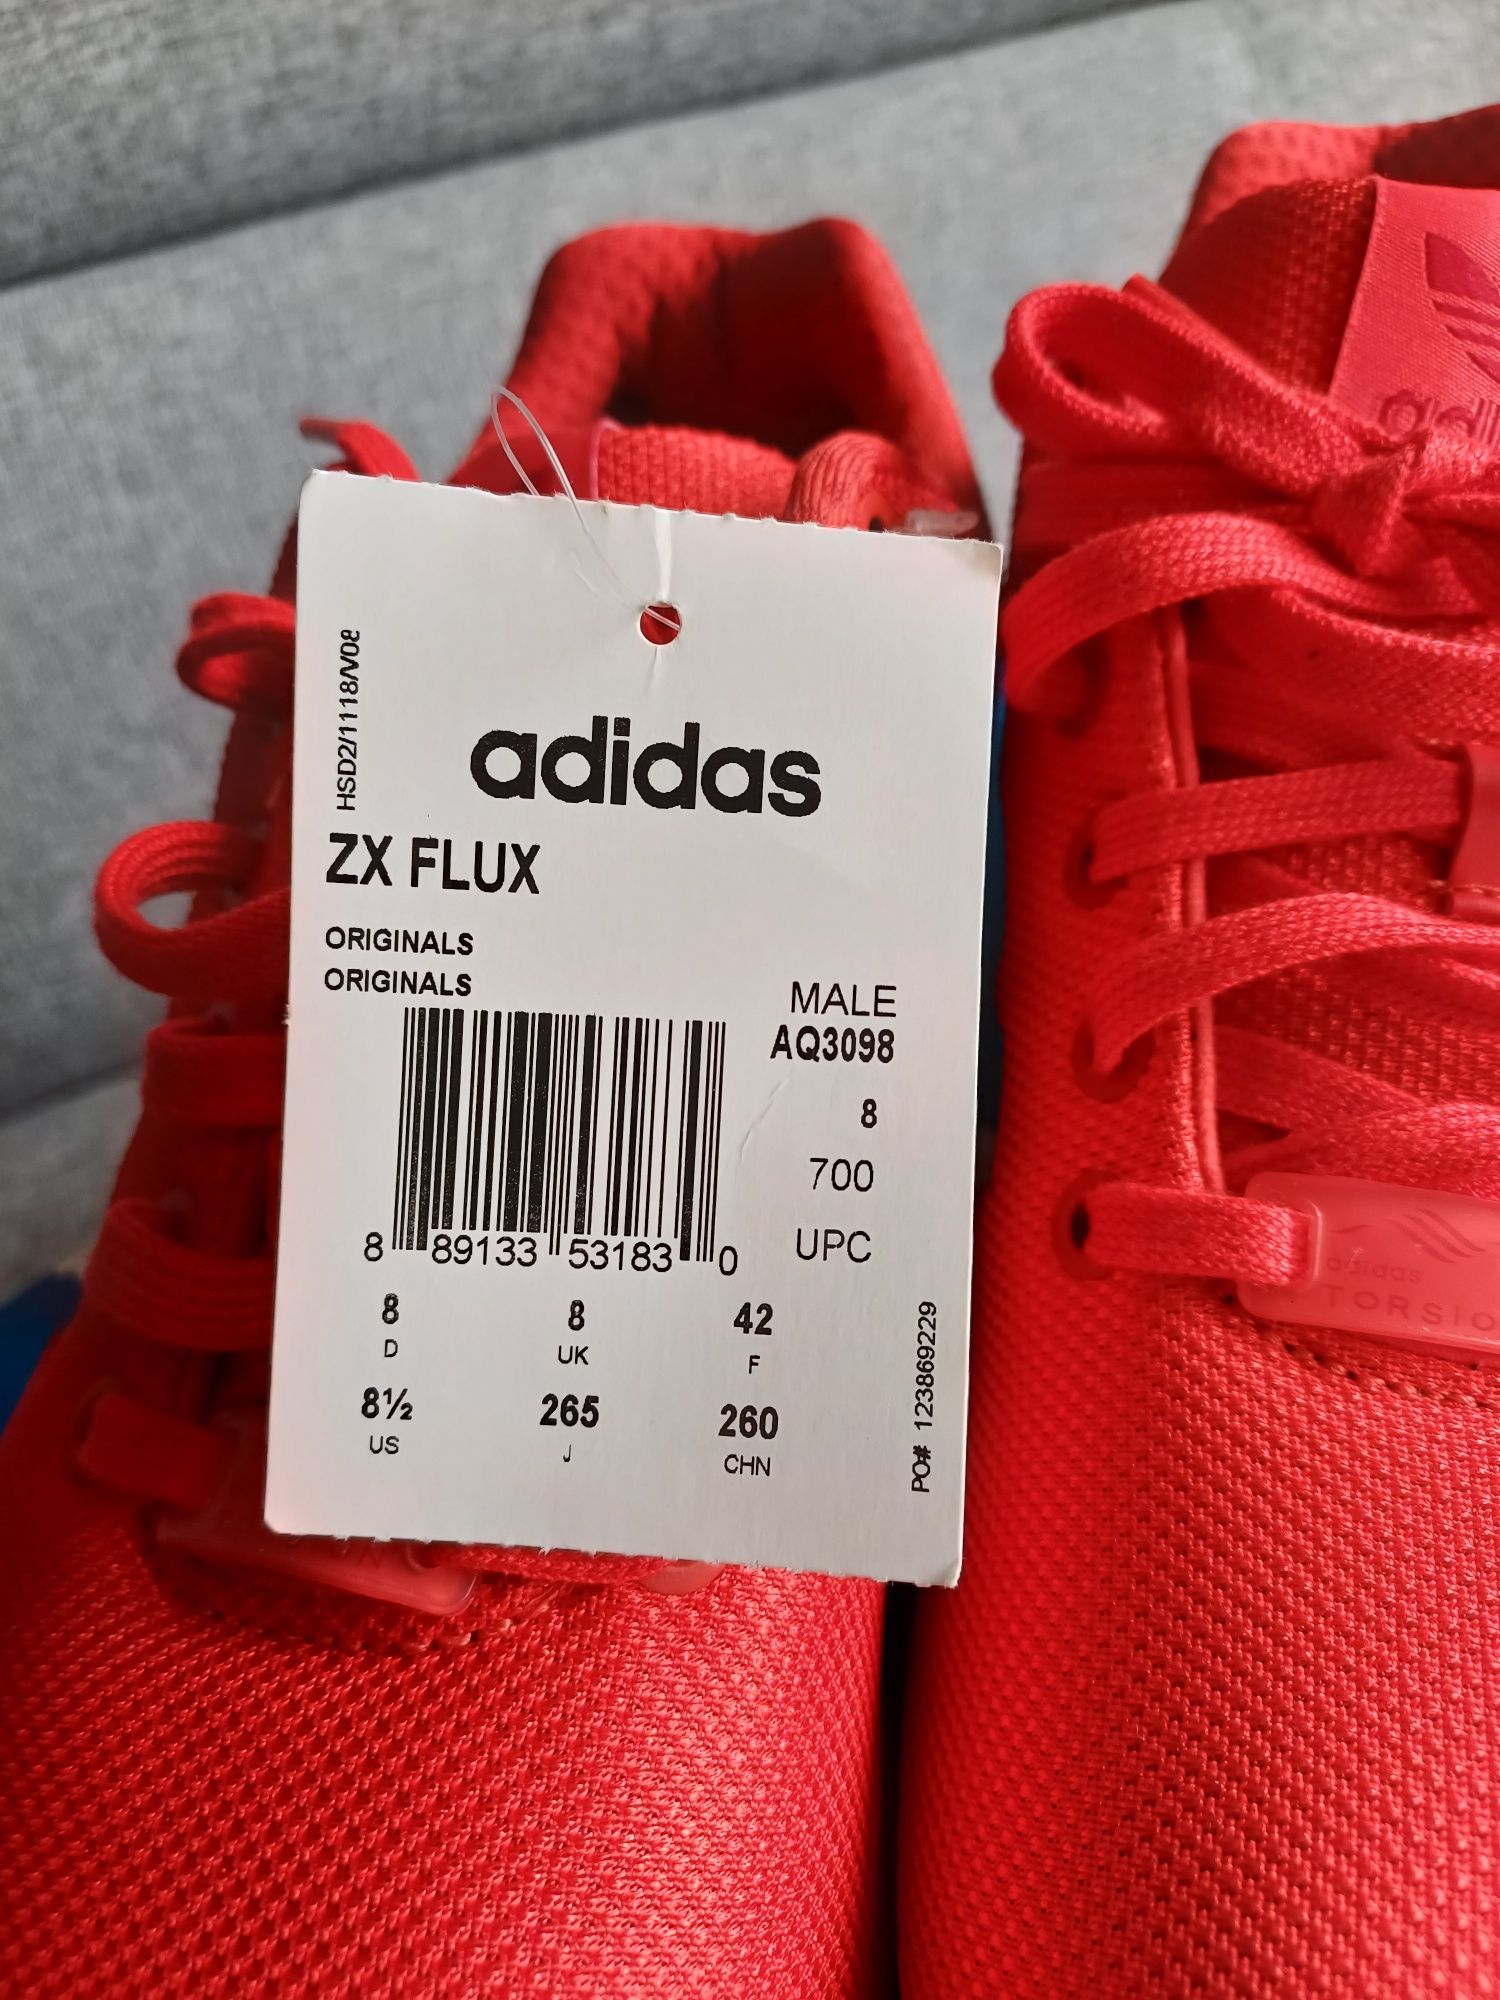 HSD2/1118/V08
adidas
ZX FLUX
ORIGINALS
ORIGINALS
MALE
AQ3098
8
700
UPC
8 89133 53183 0
8 8 42
D UK F
8½ 265 260
US J CHN
PO# 123869229
adidas